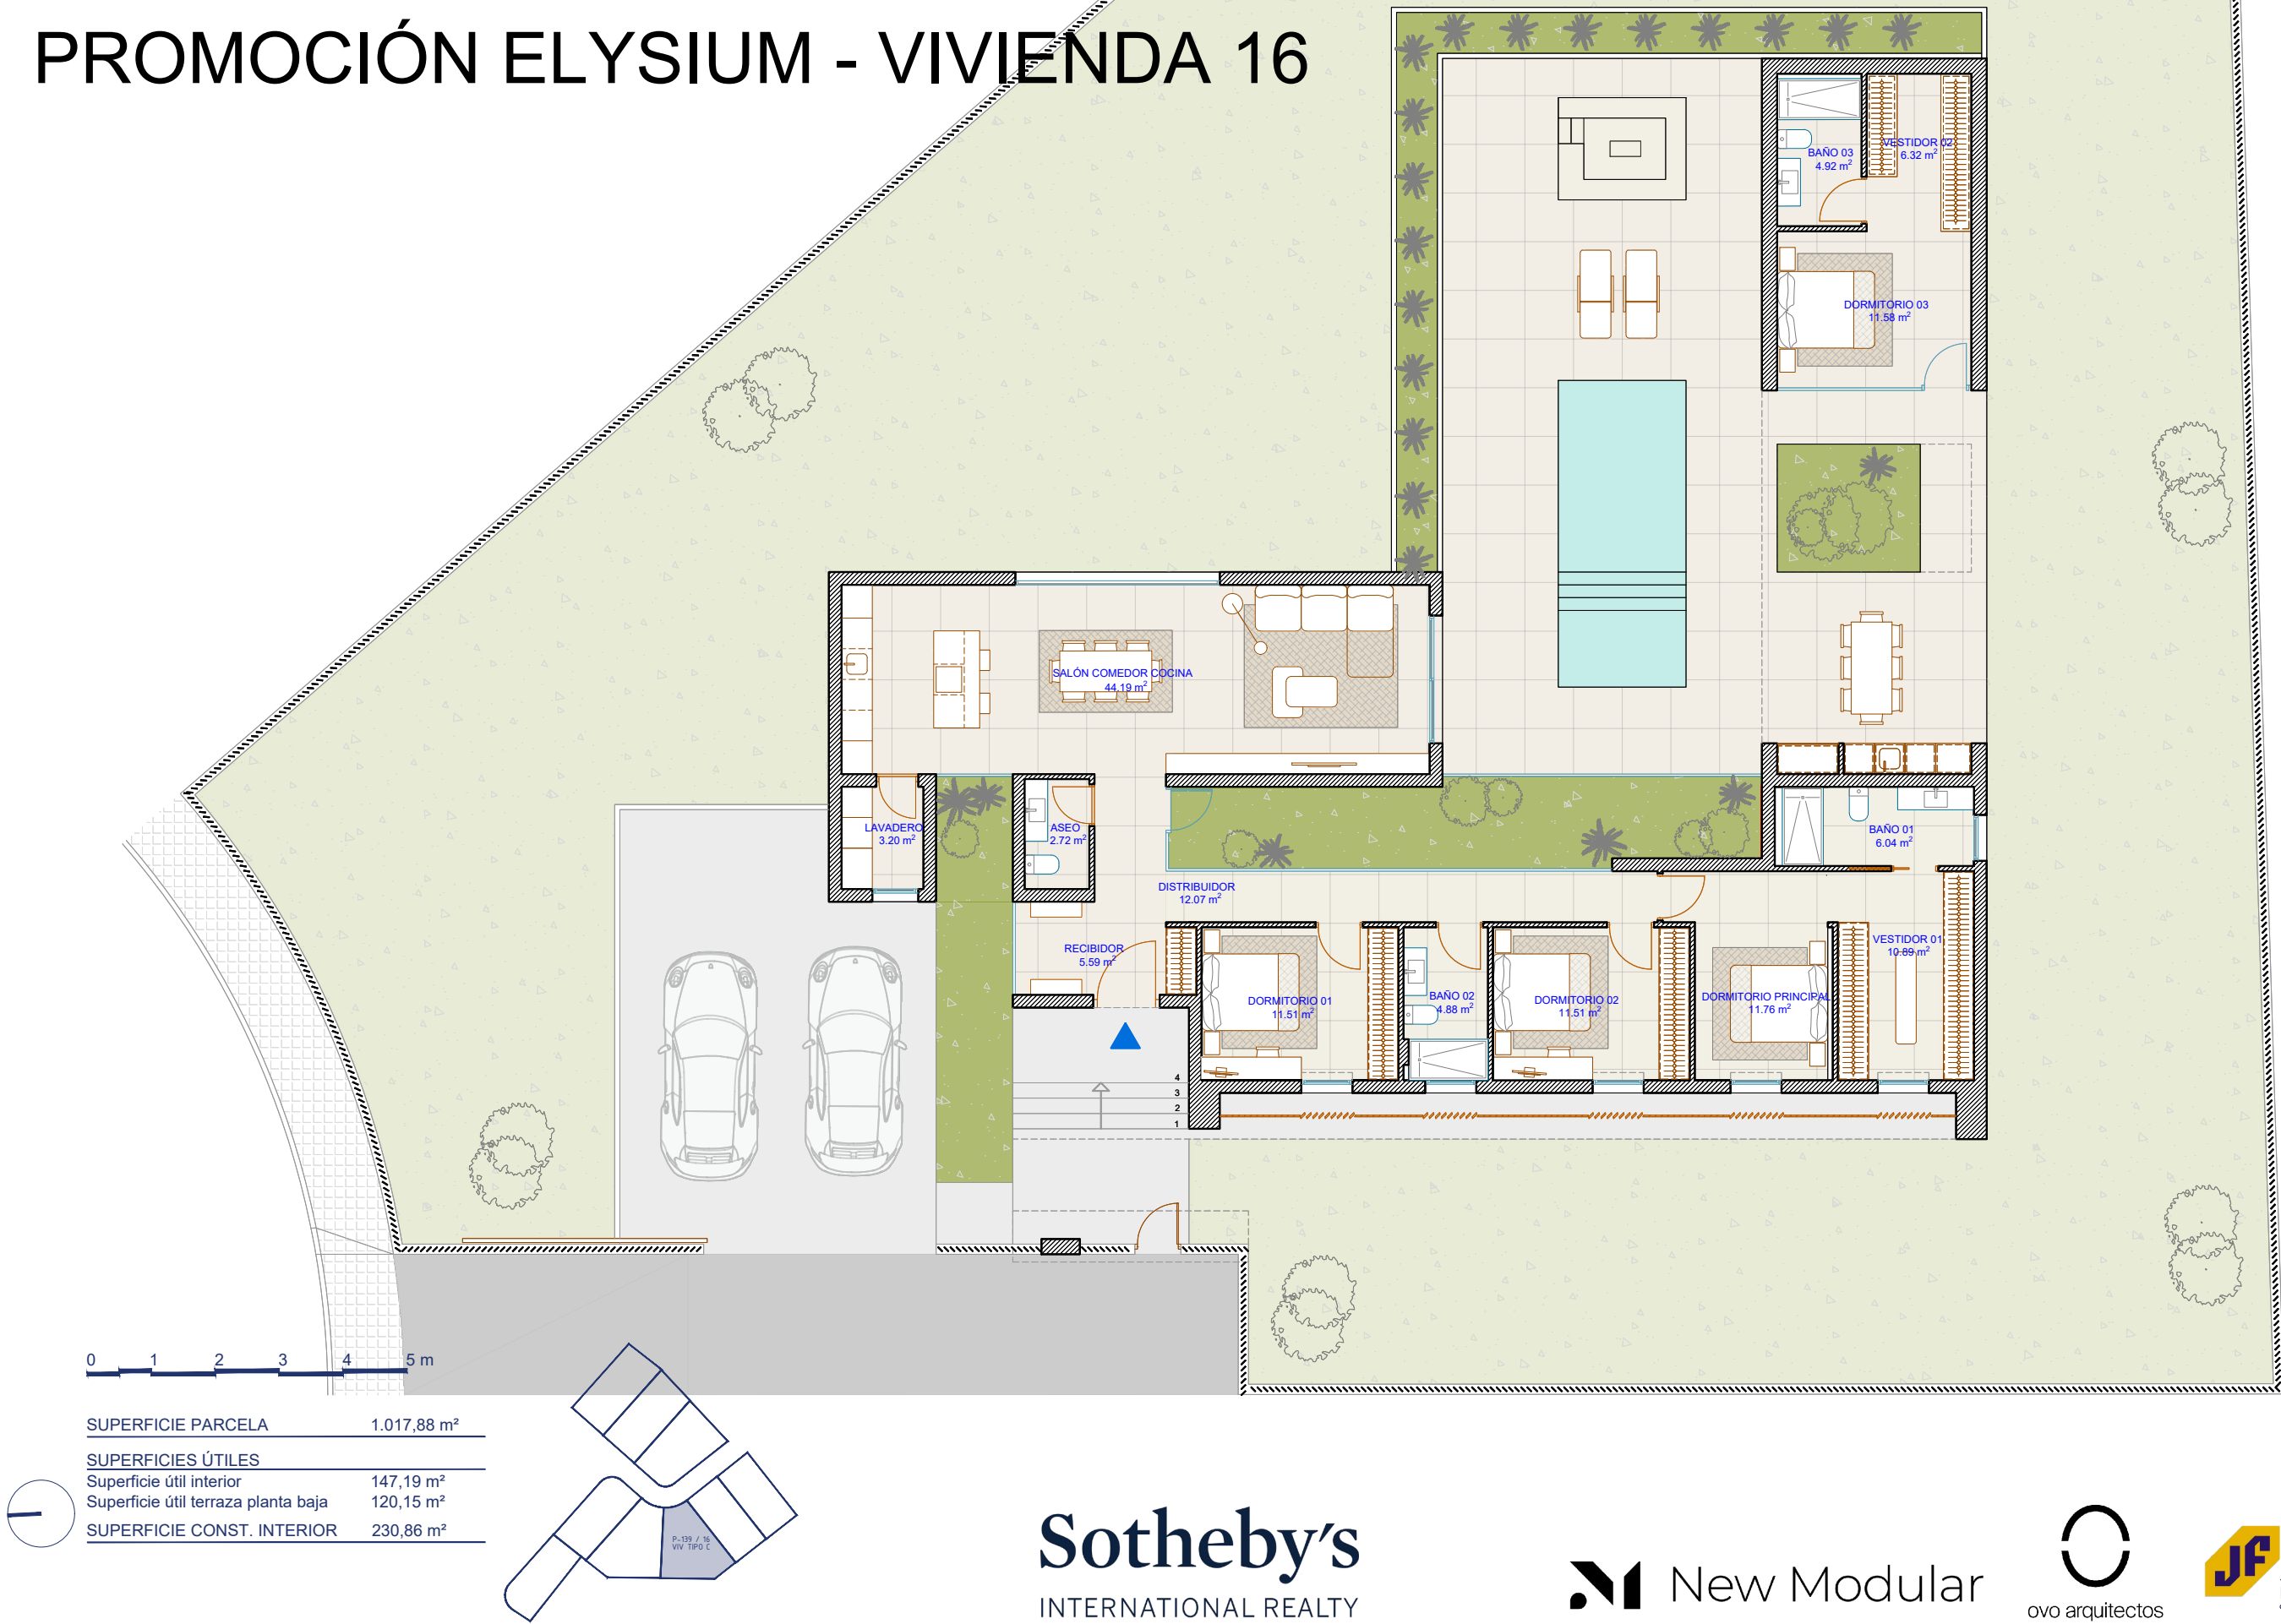 PROMOCIÓN ELYSIUM - VIVIENDA 16
BAÑO 03
4.92 m²
VESTIDOR 02
6.32 m²
DORMITORIO 03
11.58 m²
SALÓN COMEDOR COCINA
44.19 m²
LAVADERO
3.20 m²
ASEO
2.72 m²
BAÑO 01
6.04 m²
DISTRIBUIDOR
12.07 m²
RECIBIDOR
5.59 m²
VESTIDOR 01
10.89 m²
DORMITORIO 01
11.51 m²
BAÑO 02
4.88 m²
DORMITORIO 02
11.51 m²
DORMITORIO PRINCIPAL
11.76 m²
4
3
2
1
0 1 2 3 4 5 m
SUPERFICIE PARCELA 1.017,88 m²
SUPERFICIES ÚTILES
Superficie útil interior 147,19 m²
Superficie útil terraza planta baja 120,15 m²
SUPERFICIE CONST. INTERIOR 230,86 m²
P-139 / 16
VIV TIPO C
Sotheby's
INTERNATIONAL REALTY
New Modular
ovo arquitectos
JF